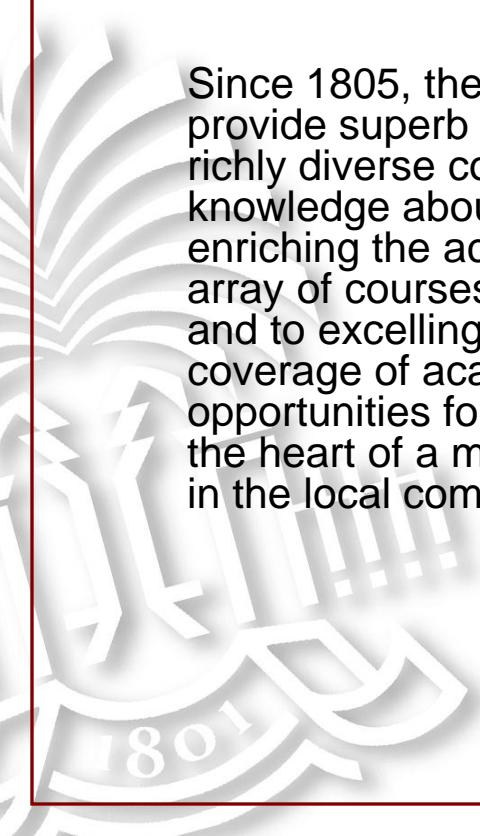 Since 1805, the
provide superb
richly diverse co
knowledge abou
enriching the ac
array of courses
and to excelling
coverage of aca
opportunities fo
the heart of a m
in the local com
1801